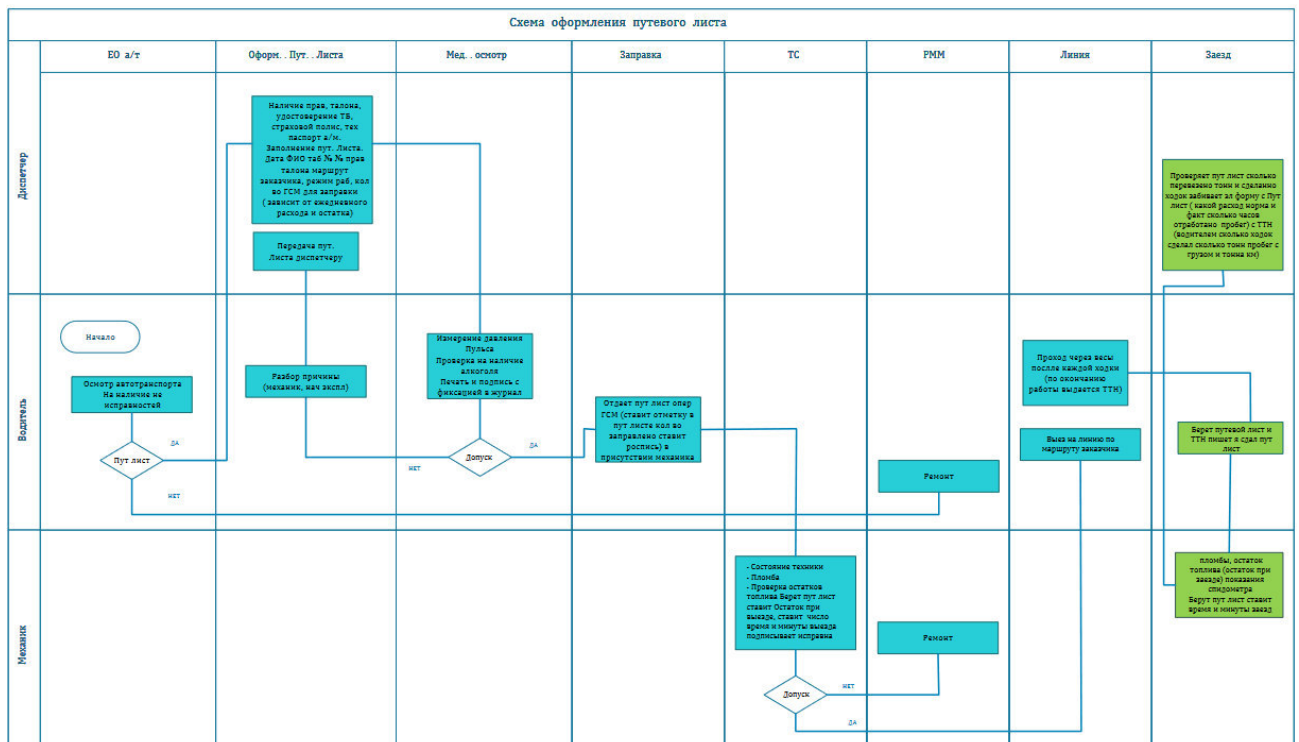 Схема оформления путевого листа
ЕО а/т
Оформ. . Пут. . Листа
Мед. . осмотр
Заправка
ТС
РММ
Линия
Заезд
Диспетчер
Наличие прав, талона,
удостоверение ТБ,
страховой полис, тех
паспорт а/м.
Заполнение пут. Листа.
Дата ФИО таб № № прав
талона маршрут
заказчика, режим раб, кол
во ГСМ для заправки
( зависит от ежедневного
расхода и остатка)
Передача пут.
Листа диспетчеру
Проверяет пут лист сколько
перевезено тонн и сделанно
ходок забивает эл форму с Пут
лист ( какой расход норма и
факт сколько часов
отработано пробег) с ТТН
(водителем сколько ходок
сделал сколько тонн пробег с
грузом и тонна км)
Водитель
Начало
Осмотр автотранспорта
На наличие не
исправностей
Пут лист
ДА
НЕТ
Разбор причины
(механик, нач экспл)
Измерение давления
Пульса
Проверка на наличие
алкоголя
Печать и подпись с
фиксацией в журнал
Допуск
НЕТ
ДА
Отдает пут лист опер
ГСМ (ставит отметку в
пут листе кол во
заправлено ставит
роспись) в
присутствии механика
Ремонт
Проход через весы
послле каждой ходки
(по окончанию
работы выдается ТТН)
Выез на линию по
маршруту заказчика
Берет путевой лист и
ТТН пишет я сдал пут
лист
Механик
- Состояние техники
- Пломба
- Проверка остатков
топлива Берет пут лист
ставит Остаток при
выезде, ставит число
время и минуты выезда
подписывает исправна
Допуск
НЕТ
ДА
Ремонт
пломбы, остаток
топлива (остаток при
заезде) показания
спидометра
Берут пут лист ставит
время и минуты заезд